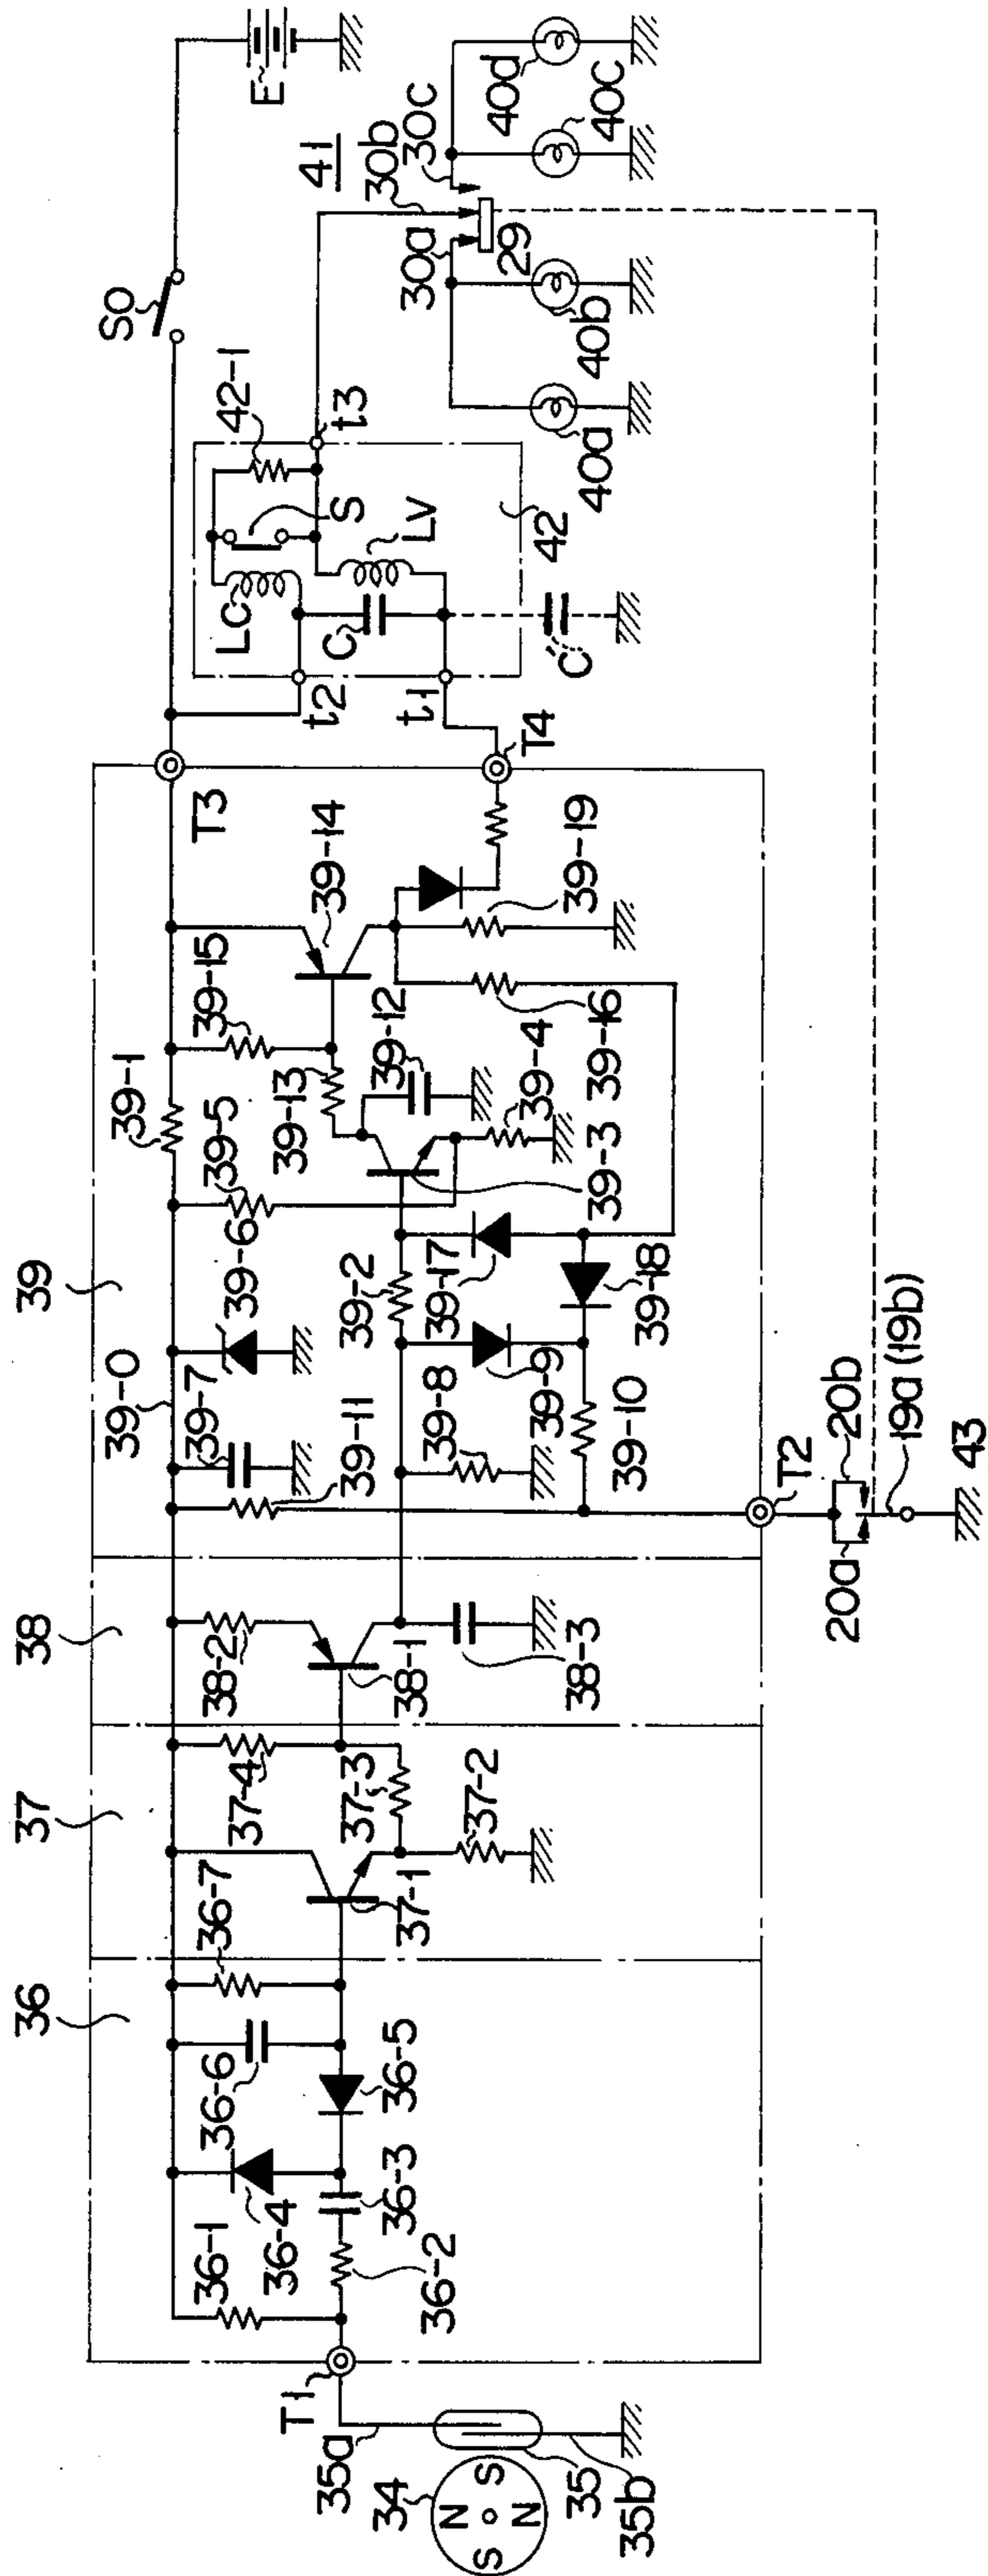 36
37
38
39
36-1
36-4
36-6
36-7
36-5
36-3
36-2
T1
35a
34
S
N
N
S
35
35b
37-1
37-4
37-3
37-2
38-2
38-1
38-3
39-0
39-7
39-11
39-6
39-5
39-1
39-15
39-13
39-14
39-12
39-2
39-8
39-9
39-10
39-17
39-18
39-3
39-4
39-16
39-19
T2
20a
20b
19a (19b)
43
T3
T4
SO
E
t2
t1
t3
LC
C
S
LV
42-1
42
C'
41
30a
30b
30c
29
40a
40b
40c
40d